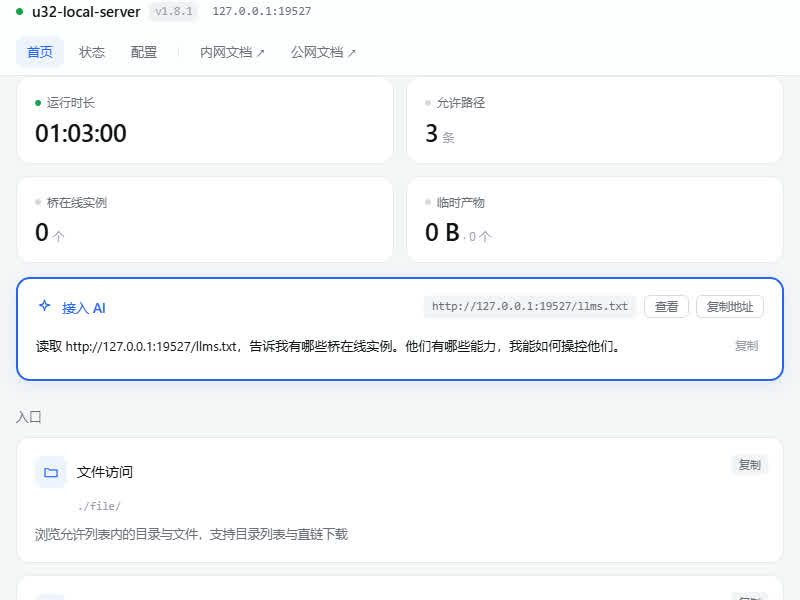 u32-local-server v1.8.1 127.0.0.1:19527
首页 状态 配置 内网文档 ↗ 公网文档 ↗
运行时长
01:03:00
允许路径
3 条
桥在线实例
0 个
临时产物
0 B · 0 个
接入 AI http://127.0.0.1:19527/llms.txt 查看 复制地址
读取 http://127.0.0.1:19527/llms.txt，告诉我有哪些桥在线实例。他们有哪些能力，我能如何操控他们。 复制
入口
文件访问 复制
./file/
浏览允许列表内的目录与文件，支持目录列表与直链下载